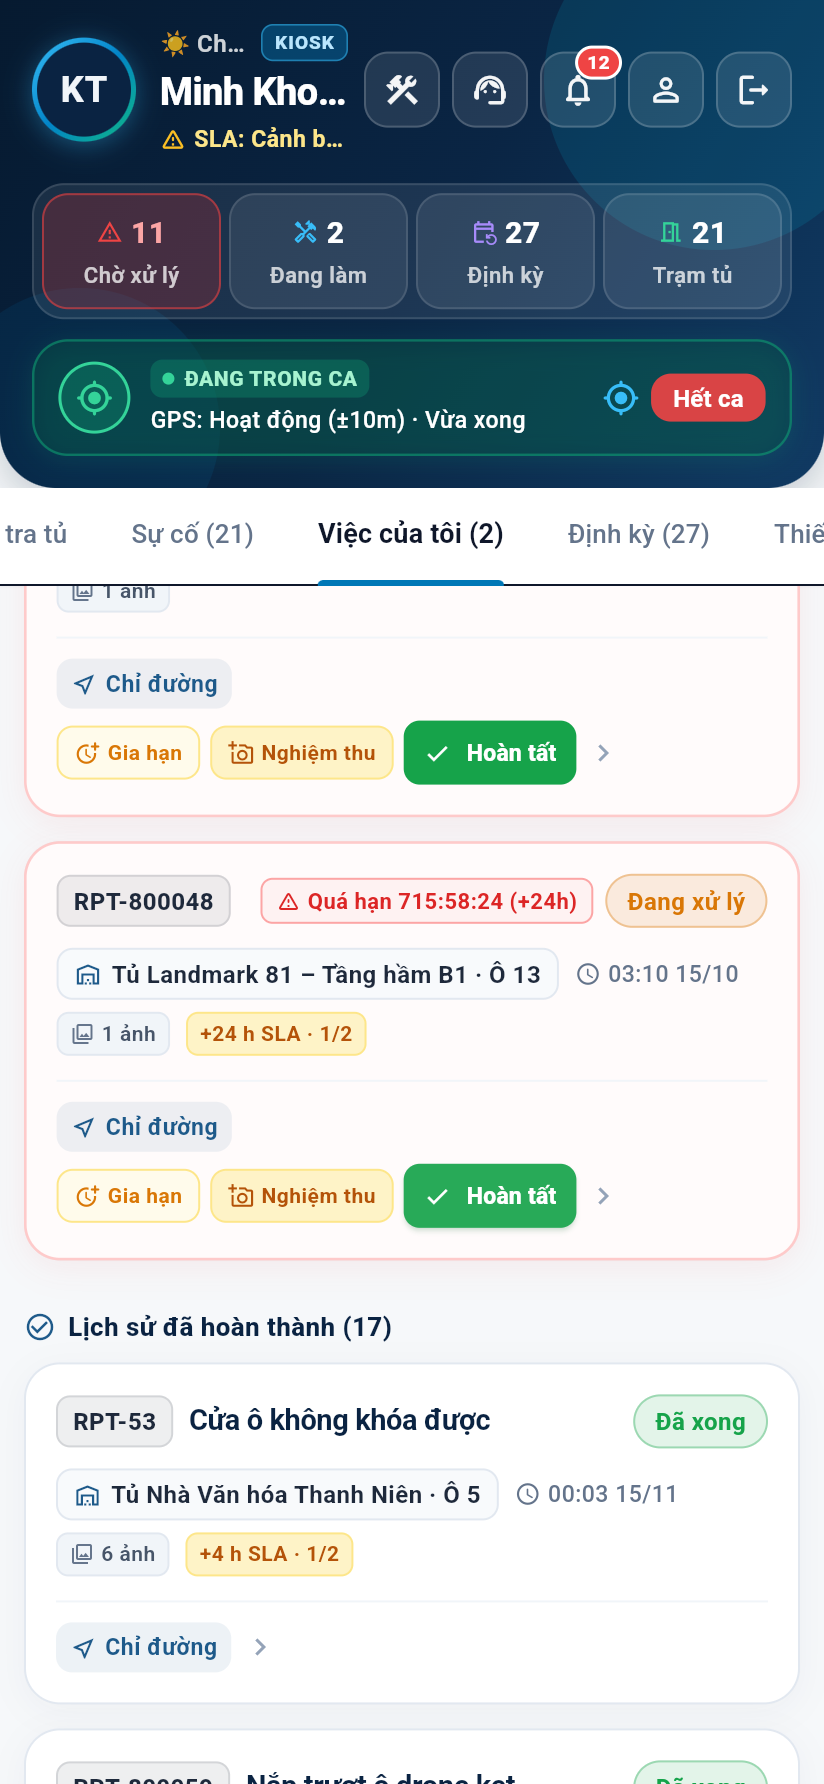 KT
Ch...
KIOSK
Minh Kho...
SLA: Cảnh b...
12
11
Chờ xử lý
2
Đang làm
27
Định kỳ
21
Trạm tủ
ĐANG TRONG CA
GPS: Hoạt động (±10m) · Vừa xong
Hết ca
tra tủ
Sự cố (21)
Việc của tôi (2)
Định kỳ (27)
Thiế
1 ảnh
Chỉ đường
Gia hạn
Nghiệm thu
Hoàn tất
RPT-800048
Quá hạn 715:58:24 (+24h)
Đang xử lý
Tủ Landmark 81 – Tầng hầm B1 · Ô 13
03:10 15/10
1 ảnh
+24 h SLA · 1/2
Chỉ đường
Gia hạn
Nghiệm thu
Hoàn tất
Lịch sử đã hoàn thành (17)
RPT-53
Cửa ô không khóa được
Đã xong
Tủ Nhà Văn hóa Thanh Niên · Ô 5
00:03 15/11
6 ảnh
+4 h SLA · 1/2
Chỉ đường